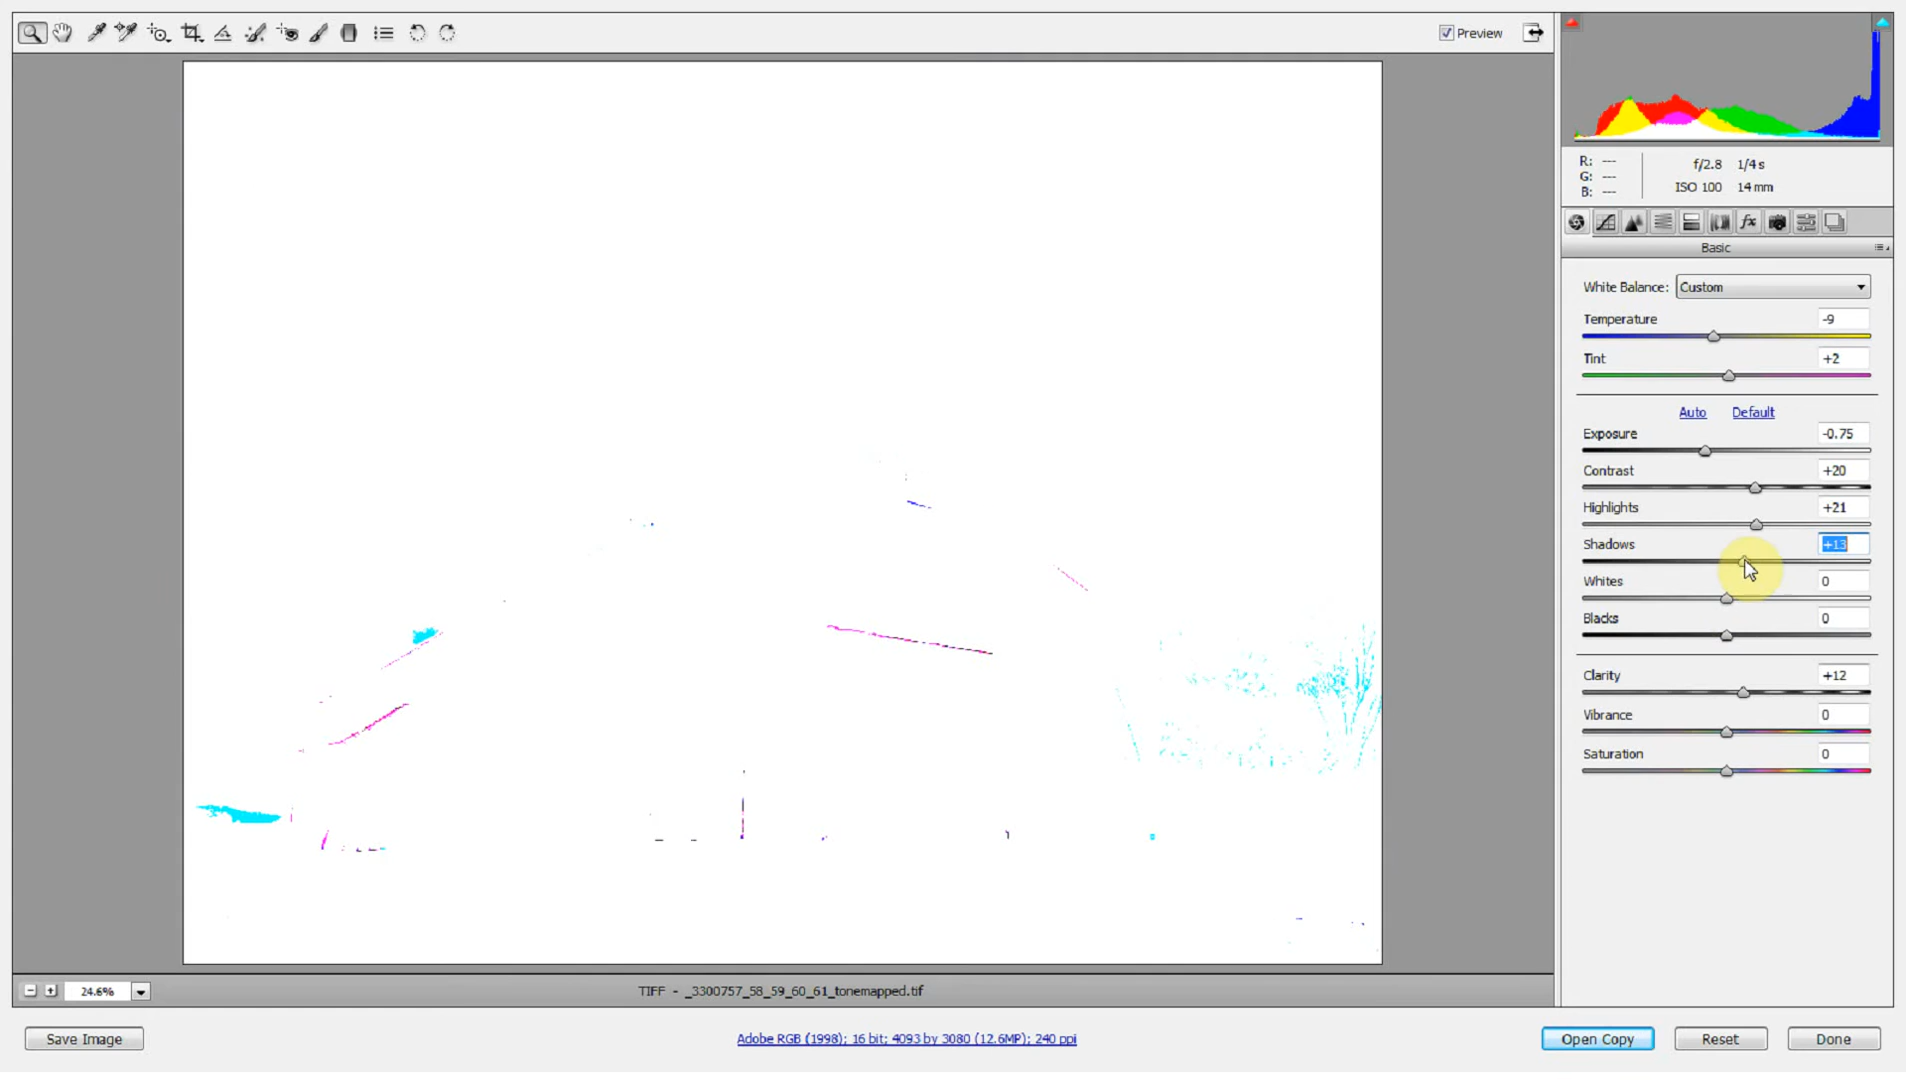 Preview
R: ---
G: ---
B: ---
f/2.8 1/4 s
ISO 100 14 mm
fx
Basic
White Balance: Custom
Temperature -9
Tint +2
Auto Default
Exposure -0.75
Contrast +20
Highlights +21
Shadows +13
Whites 0
Blacks 0
Clarity +12
Vibrance 0
Saturation 0
24.6%
TIFF - _3300757_58_59_60_61_tonemapped.tif
Save Image
Adobe RGB (1998); 16 bit; 4093 by 3080 (12.6MP); 240 ppi
Open Copy
Reset
Done